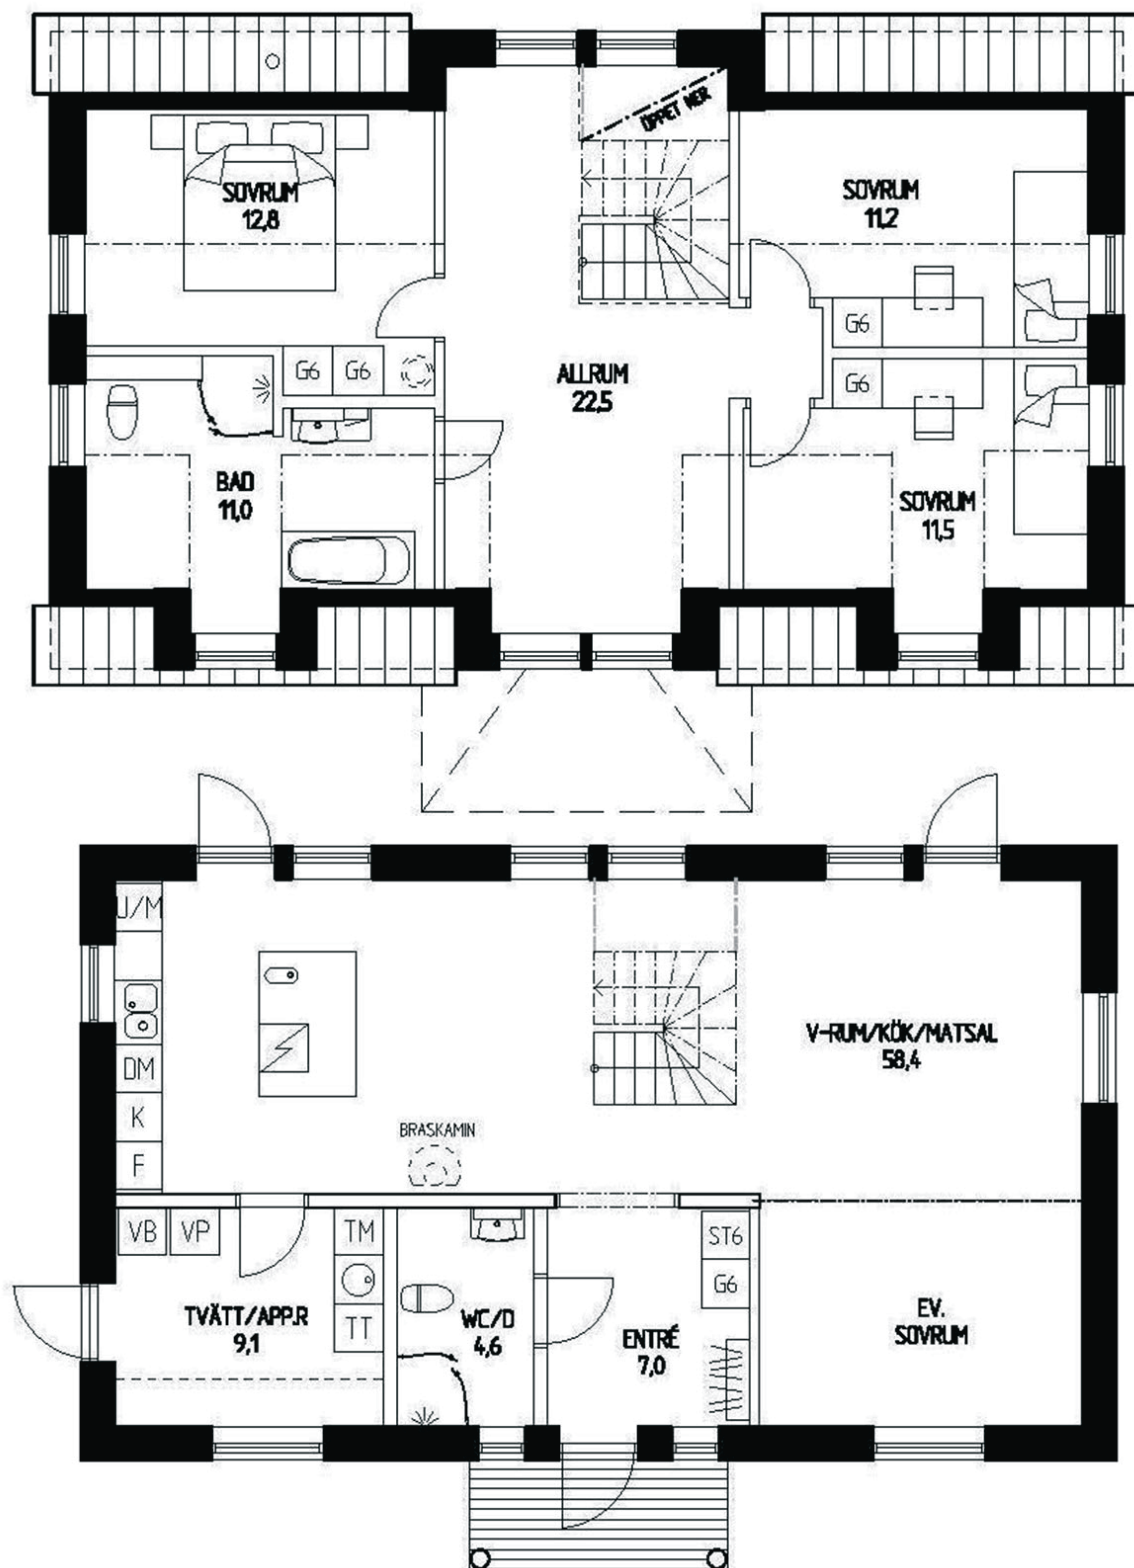 ÖPPET NER
SOVRUM
12,8
SOVRUM
11,2
G6
G6 G6
ALLRUM
22,5
G6
BAD
11,0
SOVRUM
11,5
U/M
V-RUM/KÖK/MATSAL
58,4
DM
K
BRASKAMIN
F
VB VP
TM
ST6
G6
TVÄTT/APP.R
9,1
TT
WC/D
4,6
ENTRÉ
7,0
EV.
SOVRUM